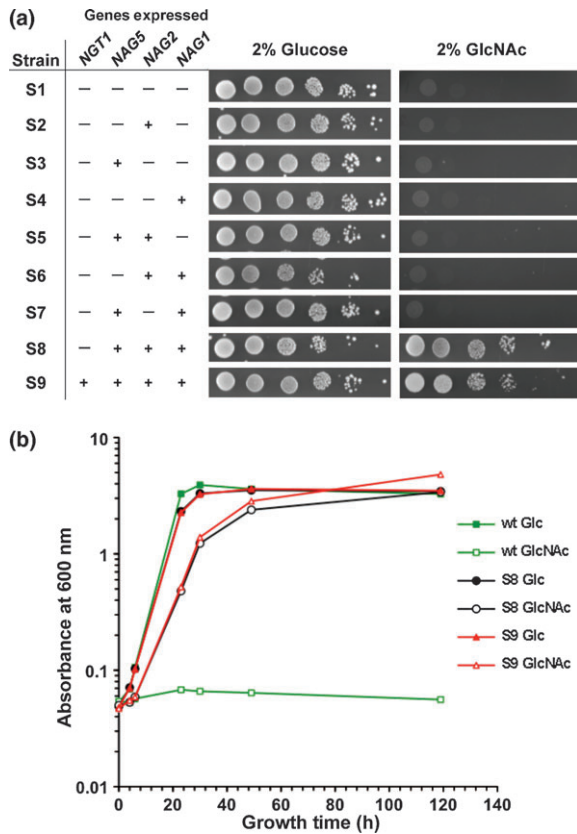 (a)
Genes expressed
Strain NGT1 NAG5 NAG2 NAG1 2% Glucose 2% GlcNAc
S1 – – – –
S2 – – + –
S3 – + – –
S4 – – – +
S5 – + + –
S6 – – + +
S7 – + – +
S8 – + + +
S9 + + + +
(b)
10
1
0.1
0.01
Absorbance at 600 nm
0 20 40 60 80 100 120 140
Growth time (h)
wt Glc
wt GlcNAc
S8 Glc
S8 GlcNAc
S9 Glc
S9 GlcNAc